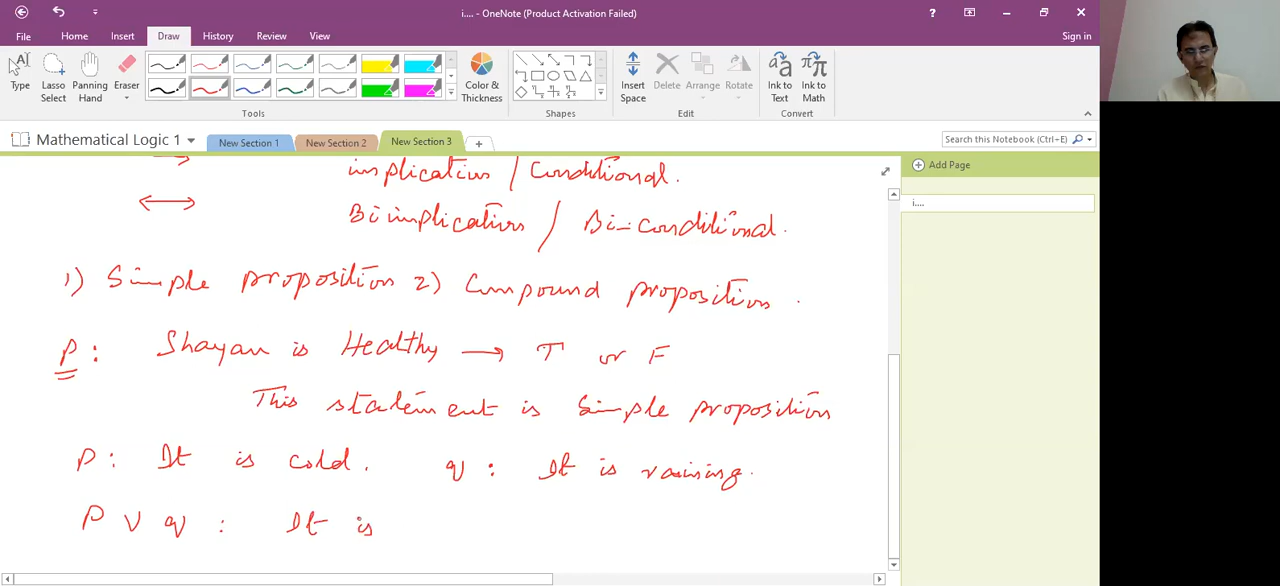 i.... - OneNote (Product Activation Failed)
?
File Home Insert Draw History Review View Sign in
Type Lasso Select Panning Hand Eraser Color & Thickness Insert Space Delete Arrange Rotate Ink to Text Ink to Math
Tools Shapes Edit Convert
Mathematical Logic 1 New Section 1 New Section 2 New Section 3 + Search this Notebook (Ctrl+E)
Add Page
i....
→ implication / Conditional.
↔ Biimplication / Bi-conditional.
1) Simple proposition 2) Compound proposition.
P: Shayan is Healthy → T or F
This statement is Simple proposition
P: It is cold. q: It is raining.
P ∨ q : It is